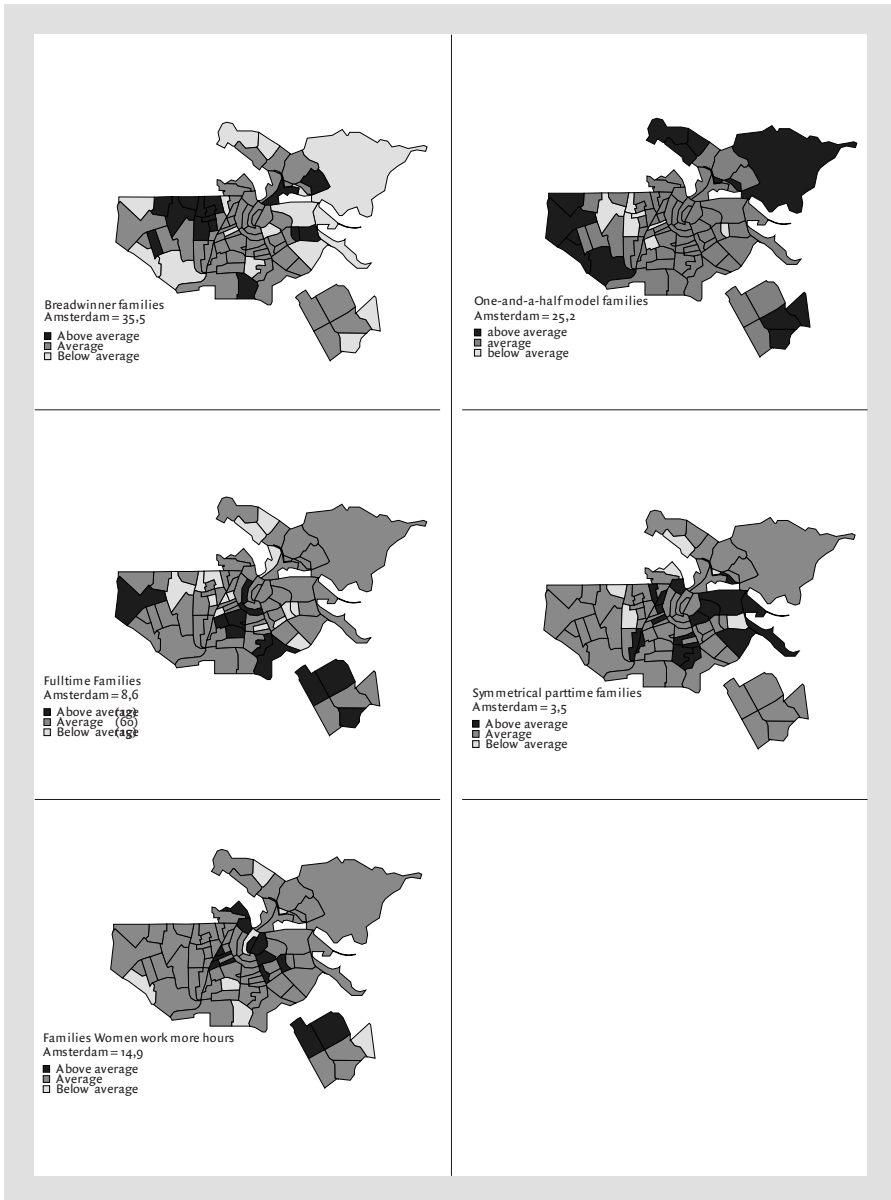 Breadwinner families
Amsterdam = 35,5
Above average
Average
Below average
One-and-a-half model families
Amsterdam = 25,2
above average
average
below average
Fulltime Families
Amsterdam = 8,6
Above average
Average (60)
Below average
Symmetrical parttime families
Amsterdam = 3,5
Above average
Average
Below average
Families Women work more hours
Amsterdam = 14,9
Above average
Average
Below average